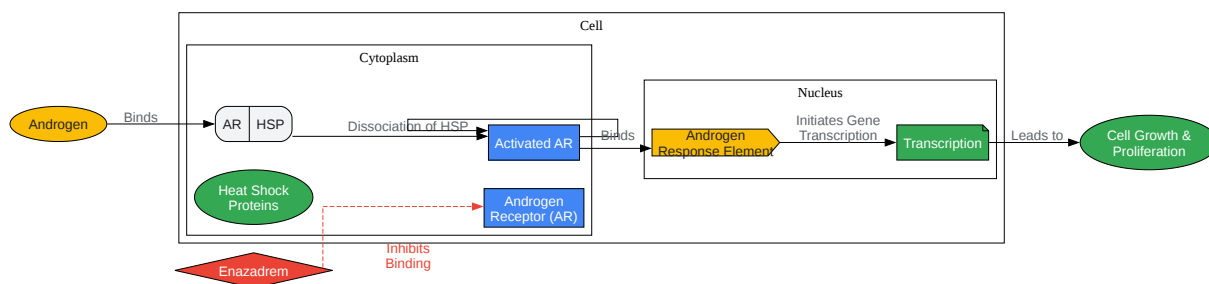 Cell
Cytoplasm
Nucleus
Androgen
Binds
AR
HSP
Dissociation of HSP
Activated AR
Binds
Androgen
Response Element
Initiates Gene
Transcription
Transcription
Leads to
Cell Growth &
Proliferation
Heat Shock
Proteins
Androgen
Receptor (AR)
Inhibits
Binding
Enazadrem